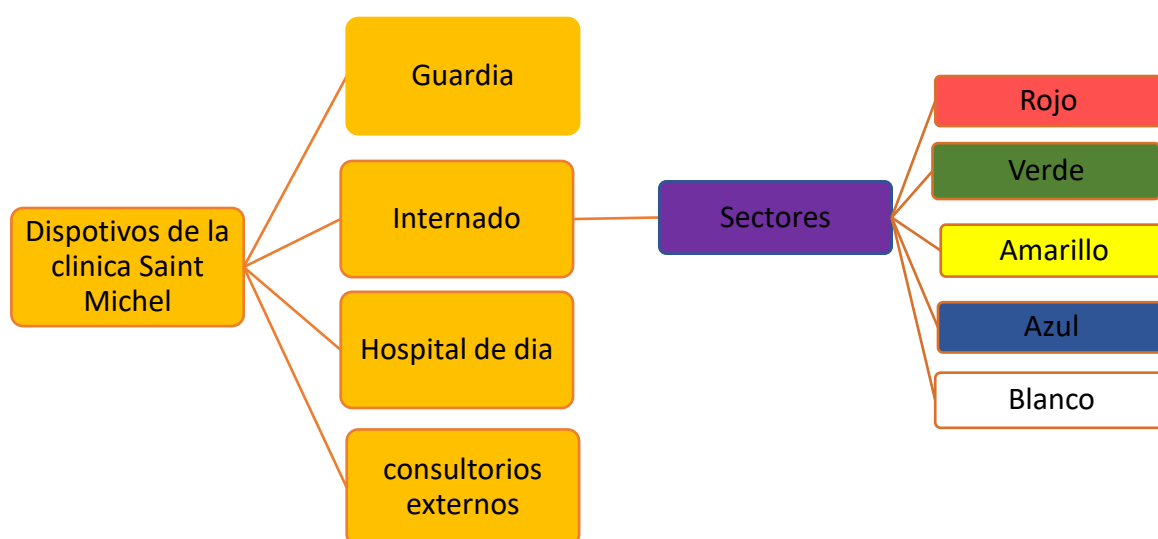 Dispotivos de la
clinica Saint
Michel
Guardia
Internado
Hospital de dia
consultorios
externos
Sectores
Rojo
Verde
Amarillo
Azul
Blanco